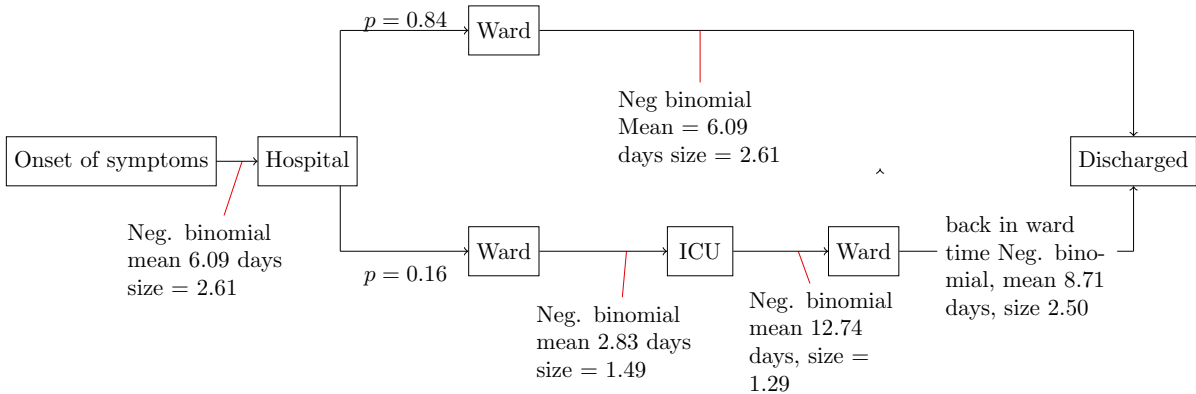 p = 0.84
Ward
Neg binomial
Mean = 6.09
days size = 2.61
Onset of symptoms
Hospital
Discharged
Neg. binomial
mean 6.09 days
size = 2.61
p = 0.16
Ward
ICU
Ward
back in ward
time Neg. bino-
mial, mean 8.71
days, size 2.50
Neg. binomial
mean 2.83 days
size = 1.49
Neg. binomial
mean 12.74
days, size =
1.29